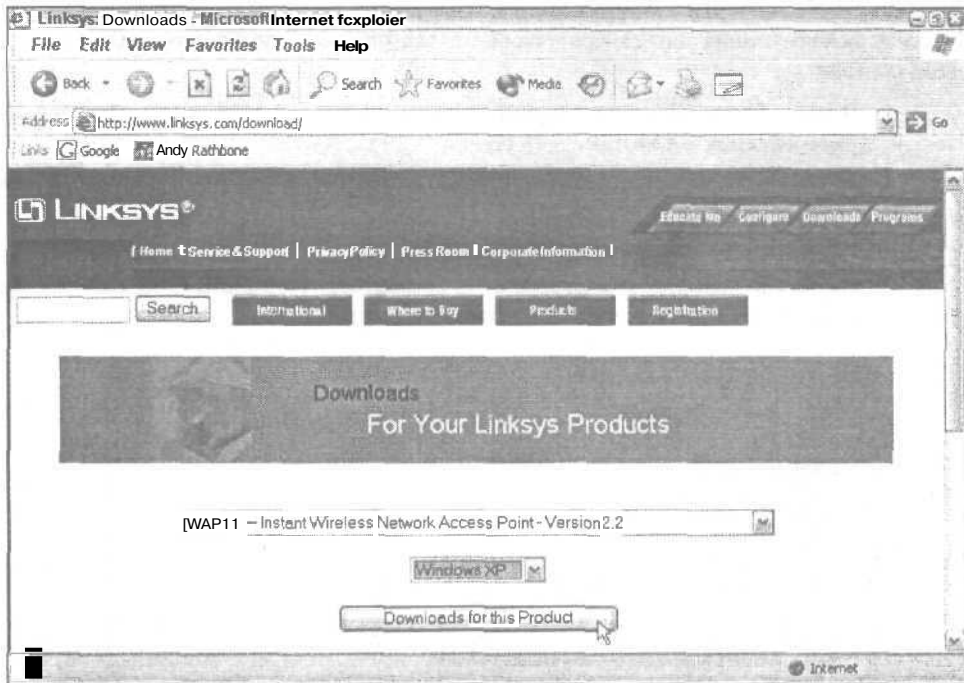 Linksys: Downloads - Microsoft Internet fcxploier
File Edit View Favorites Tools Help
Back Search Favorites Media
Address http://www.linksys.com/download/ Go
Links Google Andy Rathbone
LINKSYS®
Educate Me Configure Downloads Programs
Home Service & Support | Privacy Policy | Press Room | Corporate Information
Search International Where to Buy Products Registration
Downloads
For Your Linksys Products
[WAP11 – Instant Wireless Network Access Point - Version 2.2
Windows XP
Downloads for this Product
Internet